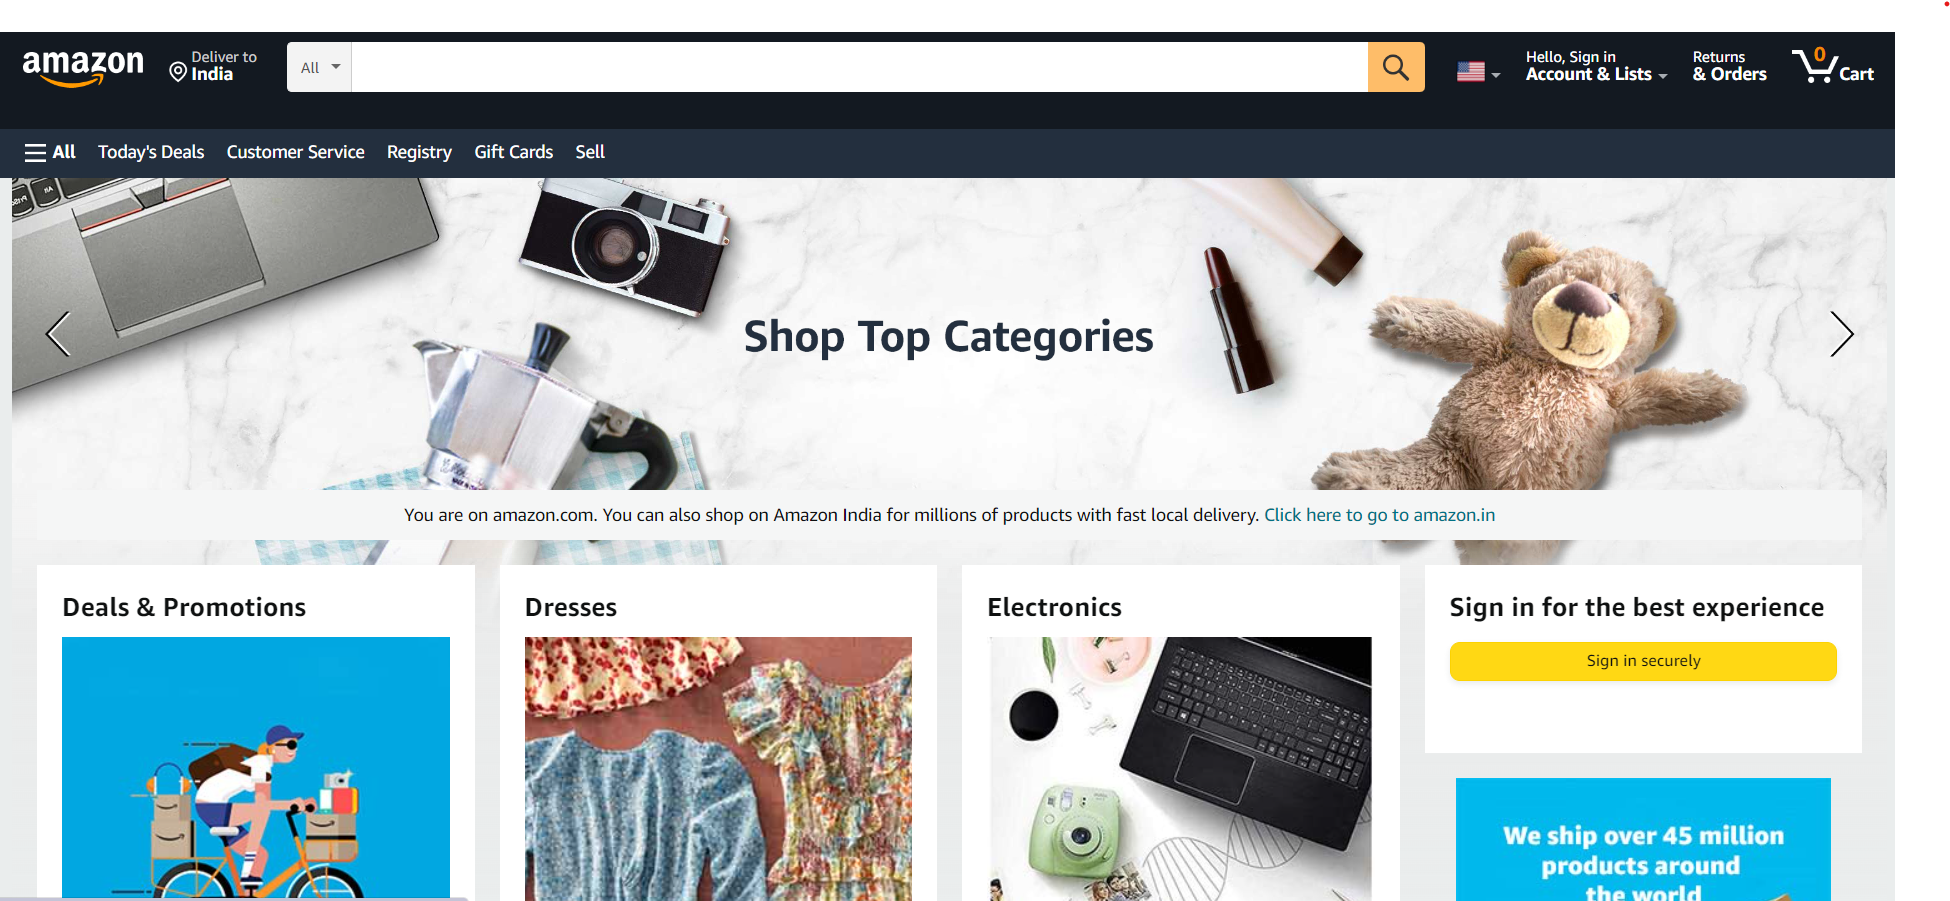 amazon
Deliver to
India
All
Hello, Sign in
Account & Lists
Returns
& Orders
0
Cart
All
Today's Deals
Customer Service
Registry
Gift Cards
Sell
Shop Top Categories
You are on amazon.com. You can also shop on Amazon India for millions of products with fast local delivery. Click here to go to amazon.in
Deals & Promotions
Dresses
Electronics
Sign in for the best experience
Sign in securely
We ship over 45 million
products around
the world